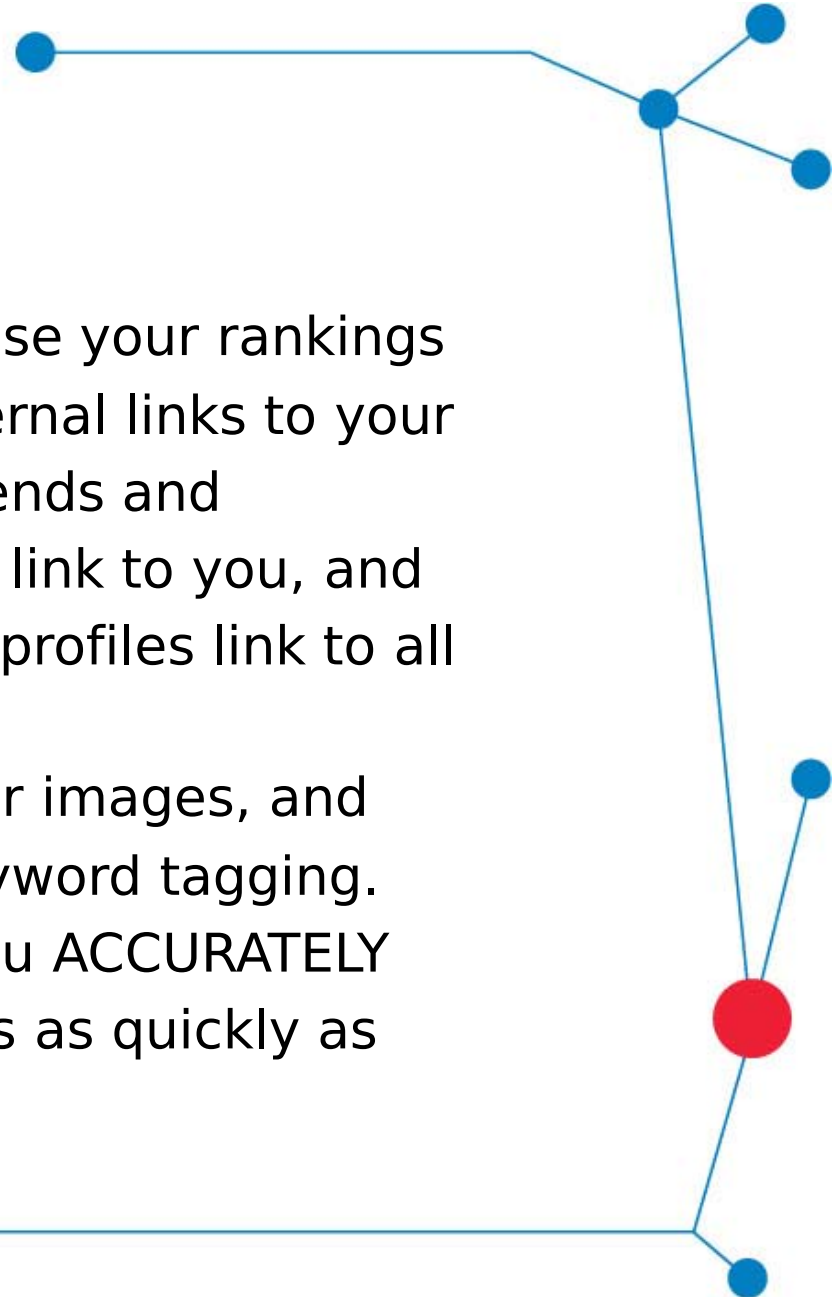 se your rankings
ernal links to your
ends and
link to you, and
profiles link to all
r images, and
yword tagging.
u ACCURATELY
s as quickly as